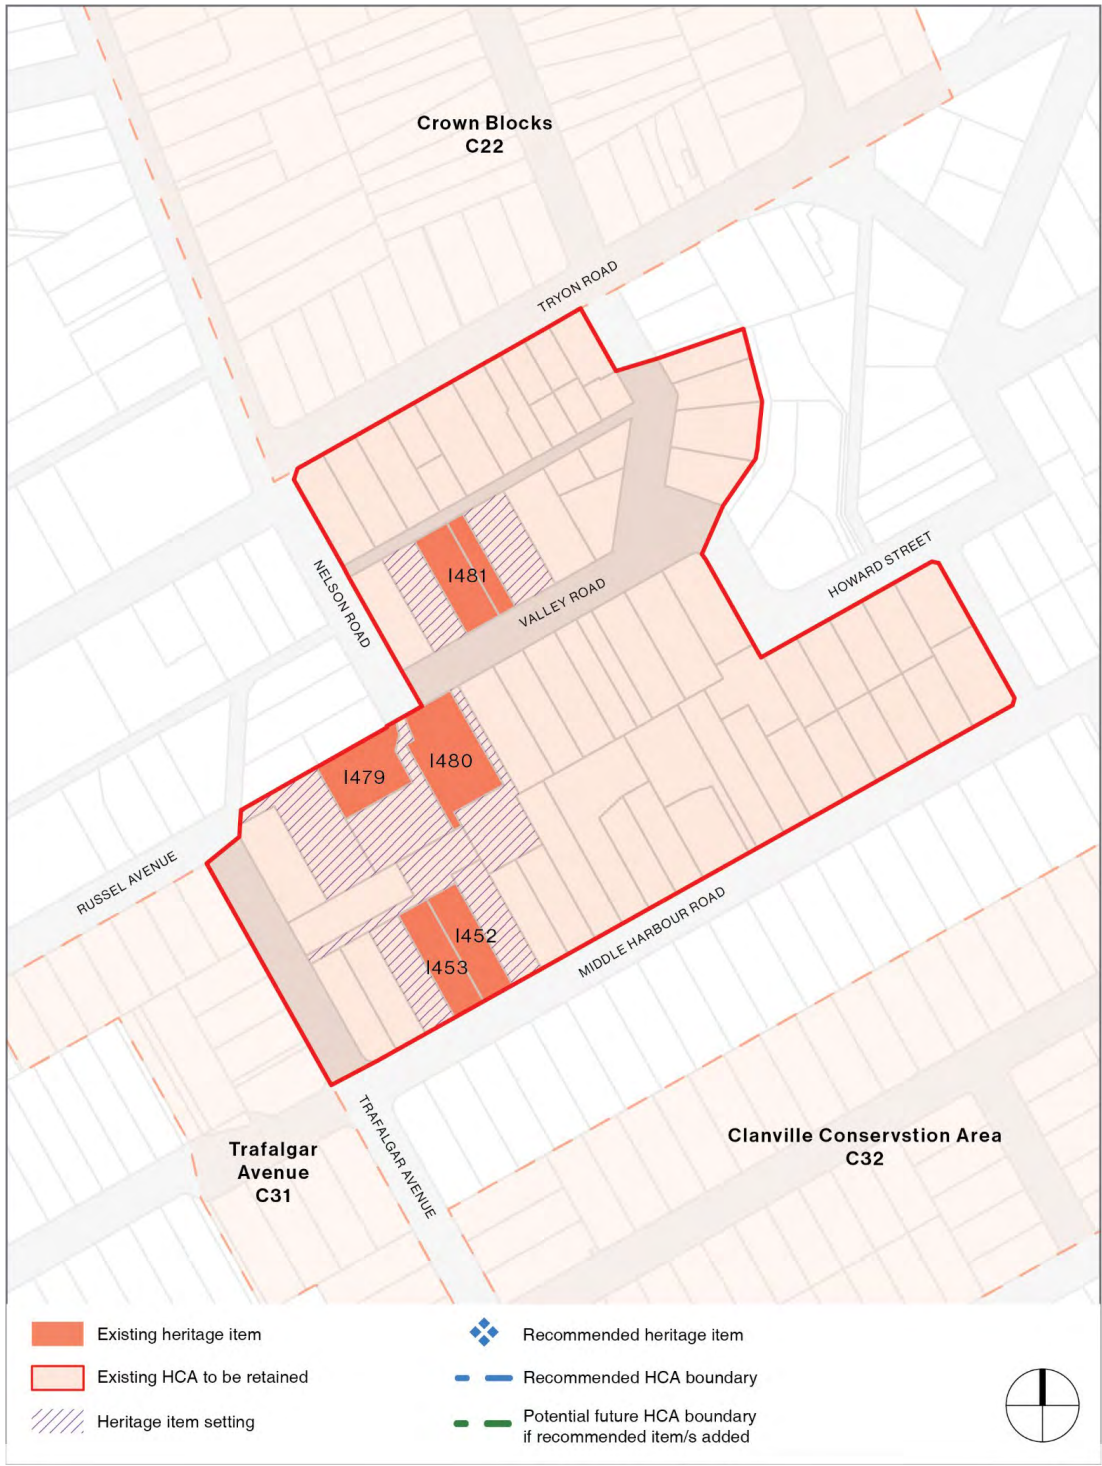 Crown Blocks
C22
TRYON ROAD
NELSON ROAD
I481
VALLEY ROAD
HOWARD STREET
I480
I479
RUSSEL AVENUE
I452
I453
MIDDLE HARBOUR ROAD
TRAFALGAR AVENUE
Clanville Conservstion Area
C32
Trafalgar
Avenue
C31
Existing heritage item
Existing HCA to be retained
Heritage item setting
Recommended heritage item
Recommended HCA boundary
Potential future HCA boundary
if recommended item/s added